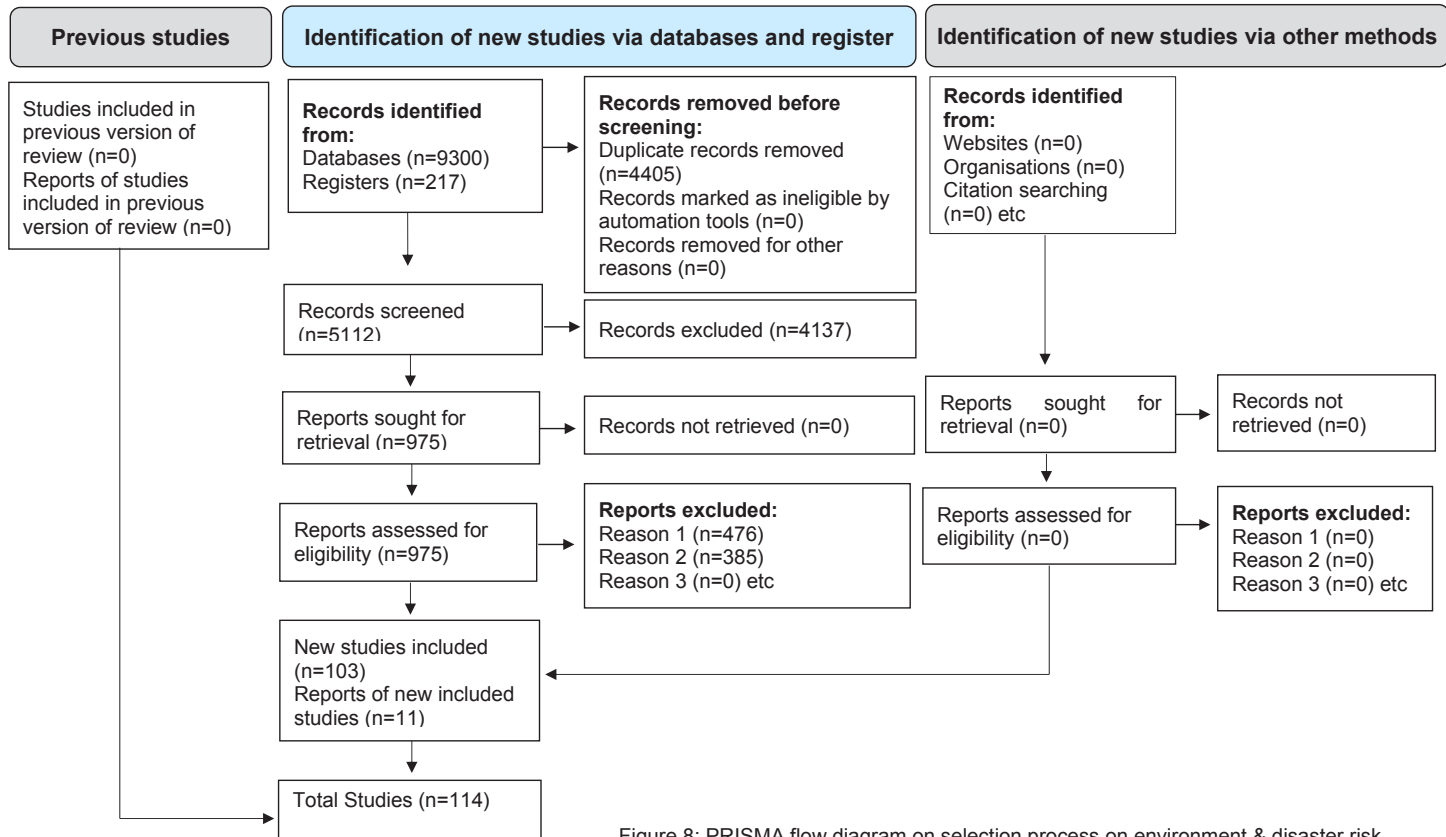 Previous studies
Identification of new studies via databases and register
Identification of new studies via other methods
Studies included in
previous version of
review (n=0)
Reports of studies
included in previous
version of review (n=0)
Records identified
from:
Databases (n=9300)
Registers (n=217)
Records removed before
screening:
Duplicate records removed
(n=4405)
Records marked as ineligible by
automation tools (n=0)
Records removed for other
reasons (n=0)
Records identified
from:
Websites (n=0)
Organisations (n=0)
Citation searching
(n=0) etc
Records screened
(n=5112)
Records excluded (n=4137)
Reports sought for
retrieval (n=975)
Records not retrieved (n=0)
Reports sought for
retrieval (n=0)
Records not
retrieved (n=0)
Reports assessed for
eligibility (n=975)
Reports excluded:
Reason 1 (n=476)
Reason 2 (n=385)
Reason 3 (n=0) etc
Reports assessed for
eligibility (n=0)
Reports excluded:
Reason 1 (n=0)
Reason 2 (n=0)
Reason 3 (n=0) etc
New studies included
(n=103)
Reports of new included
studies (n=11)
Total Studies (n=114)
Figure 8: PRISMA flow diagram on selection process on environment & disaster risk